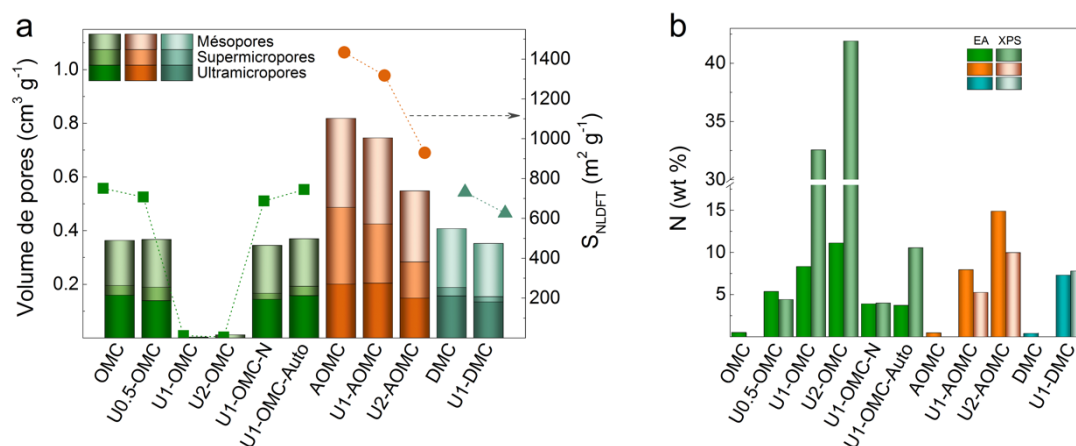 a
Mésopores
Supermicropores
Ultramicropores
Volume de pores (cm³ g⁻¹)
1.0
0.8
0.6
0.4
0.2
1400
1200
1000
800
600
400
200
S_NLDFT (m² g⁻¹)
OMC
U0.5-OMC
U1-OMC
U2-OMC
U1-OMC-N
U1-OMC-Auto
AOMC
U1-AOMC
U2-AOMC
DMC
U1-DMC
b
EA XPS
N (wt %)
40
35
30
15
10
5
OMC
U0.5-OMC
U1-OMC
U2-OMC
U1-OMC-N
U1-OMC-Auto
AOMC
U1-AOMC
U2-AOMC
DMC
U1-DMC